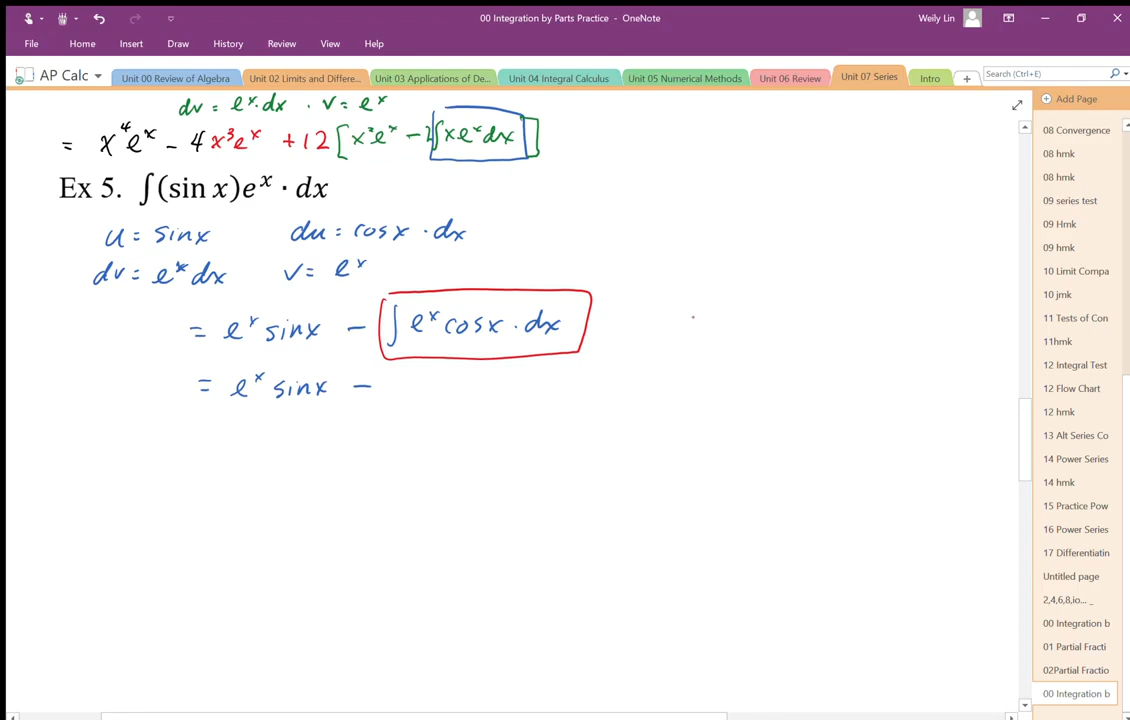 00 Integration by Parts Practice - OneNote
Weily Lin
File Home Insert Draw History Review View Help
AP Calc
Unit 00 Review of Algebra
Unit 02 Limits and Differe...
Unit 03 Applications of De...
Unit 04 Integral Calculus
Unit 05 Numerical Methods
Unit 06 Review
Unit 07 Series
Intro
Search (Ctrl+E)
dv = e^x · dx · v = e^x
= x^4 e^x - 4x^3 e^x + 12 [x^2 e^x - 2∫xe^x dx]
Ex 5. ∫(sin x)e^x · dx
u = sinx du = cosx · dx
dv = e^x dx v = e^x
= e^x sinx - ∫e^x cosx · dx
= e^x sinx -
Add Page
08 Convergence
08 hmk
08 hmk
09 series test
09 Hmk
09 hmk
10 Limit Compa
10 jmk
11 Tests of Con
11hmk
12 Integral Test
12 Flow Chart
12 hmk
13 Alt Series Co
14 Power Series
14 hmk
15 Practice Pow
16 Power Series
17 Differentiatin
Untitled page
2,4,6,8,io... _
00 Integration b
01 Partial Fracti
02Partial Fractio
00 Integration b